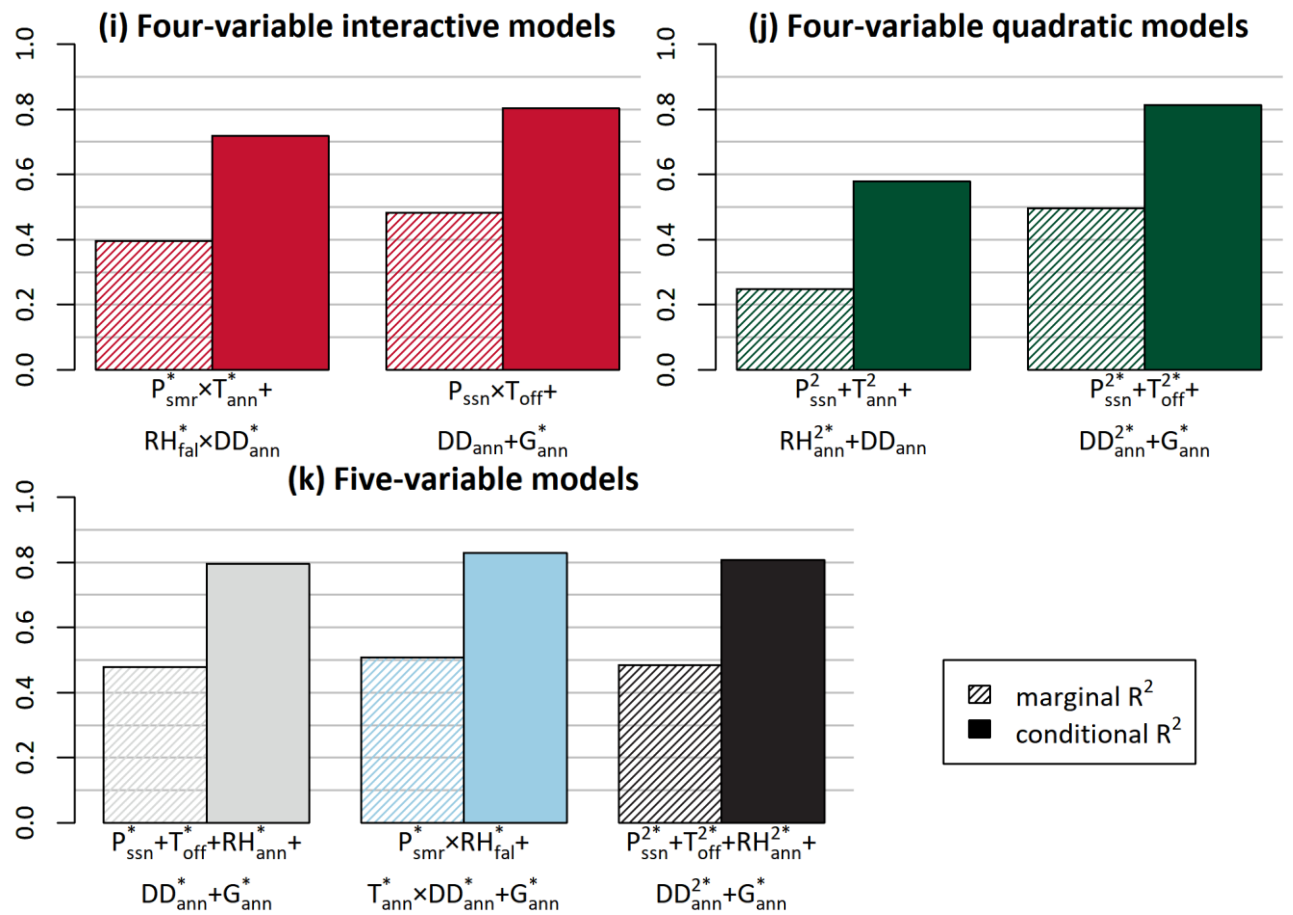 (i) Four-variable interactive models
1.0
0.8
0.6
0.4
0.2
0.0
P*smr×T*ann+
RH*fal×DD*ann
Pssn×Toff+
DDann+G*ann
(j) Four-variable quadratic models
1.0
0.8
0.6
0.4
0.2
0.0
P²ssn+T²ann+
RH²*ann+DDann
P²*ssn+T²*off+
DD²*ann+G*ann
(k) Five-variable models
1.0
0.8
0.6
0.4
0.2
0.0
P*ssn+T*off+RH*ann+
DD*ann+G*ann
P*smr×RH*fal+
T*ann×DD*ann+G*ann
P²*ssn+T²*off+RH²*ann+
DD²*ann+G*ann
marginal R²
conditional R²